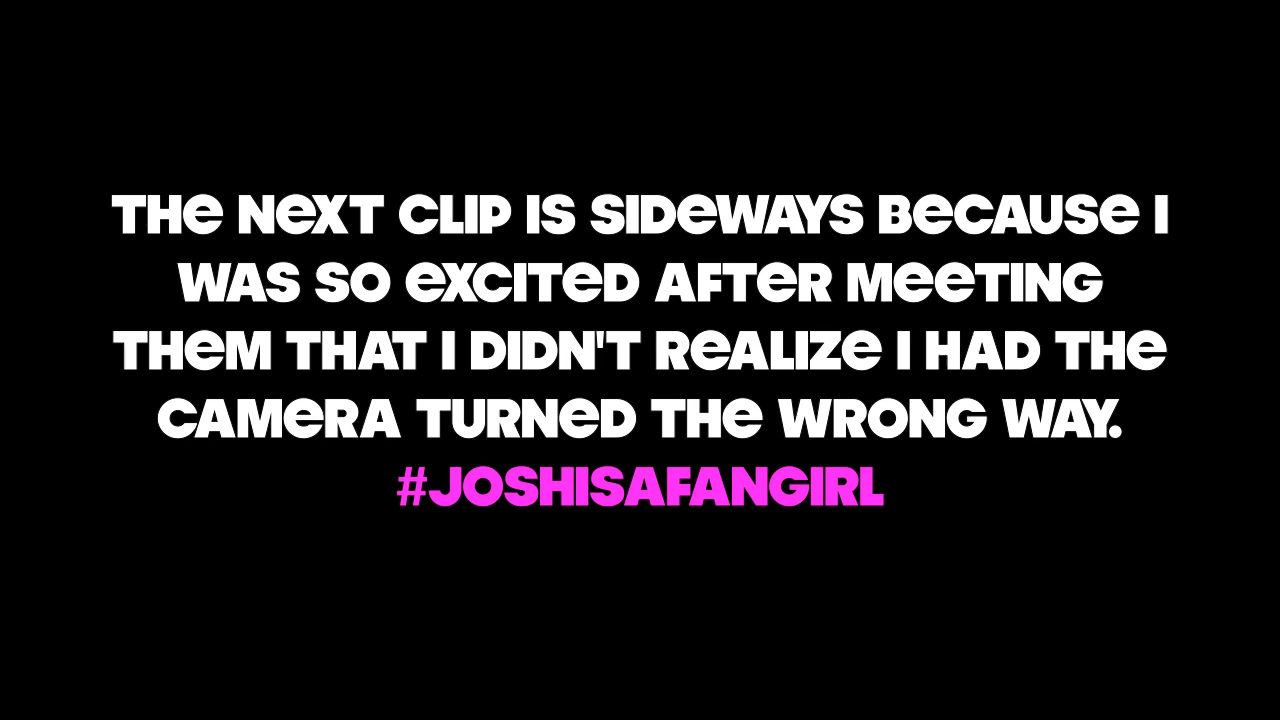 THe NeXT CLIP IS SIDeWAYS BeCAUSe I
WAS SO eXCITeD AFTeR MeeTING
THeM THAT I DIDN'T ReALIZe I HAD THe
CAMeRA TURNeD THe WRONG WAY.
#JOSHISAFANGIRL